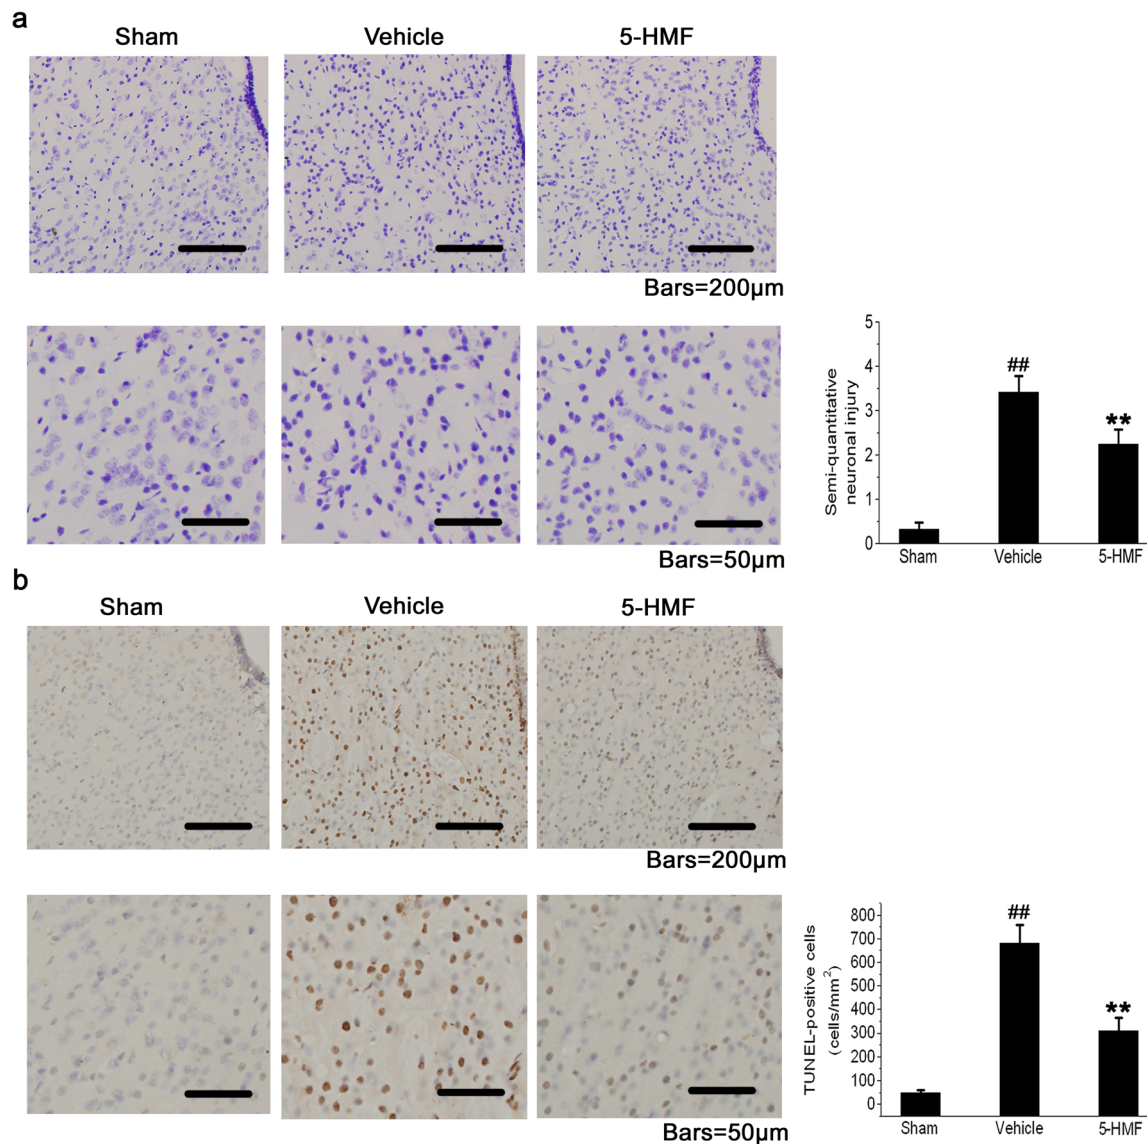 a
Sham Vehicle 5-HMF
Bars=200μm
Bars=50μm
Semi-quantitative
neuronal injury
5
4
3
2
1
0
##
**
Sham Vehicle 5-HMF
b
Sham Vehicle 5-HMF
Bars=200μm
Bars=50μm
TUNEL-positive cells
(cells/mm²)
800
700
600
500
400
300
200
100
0
##
**
Sham Vehicle 5-HMF